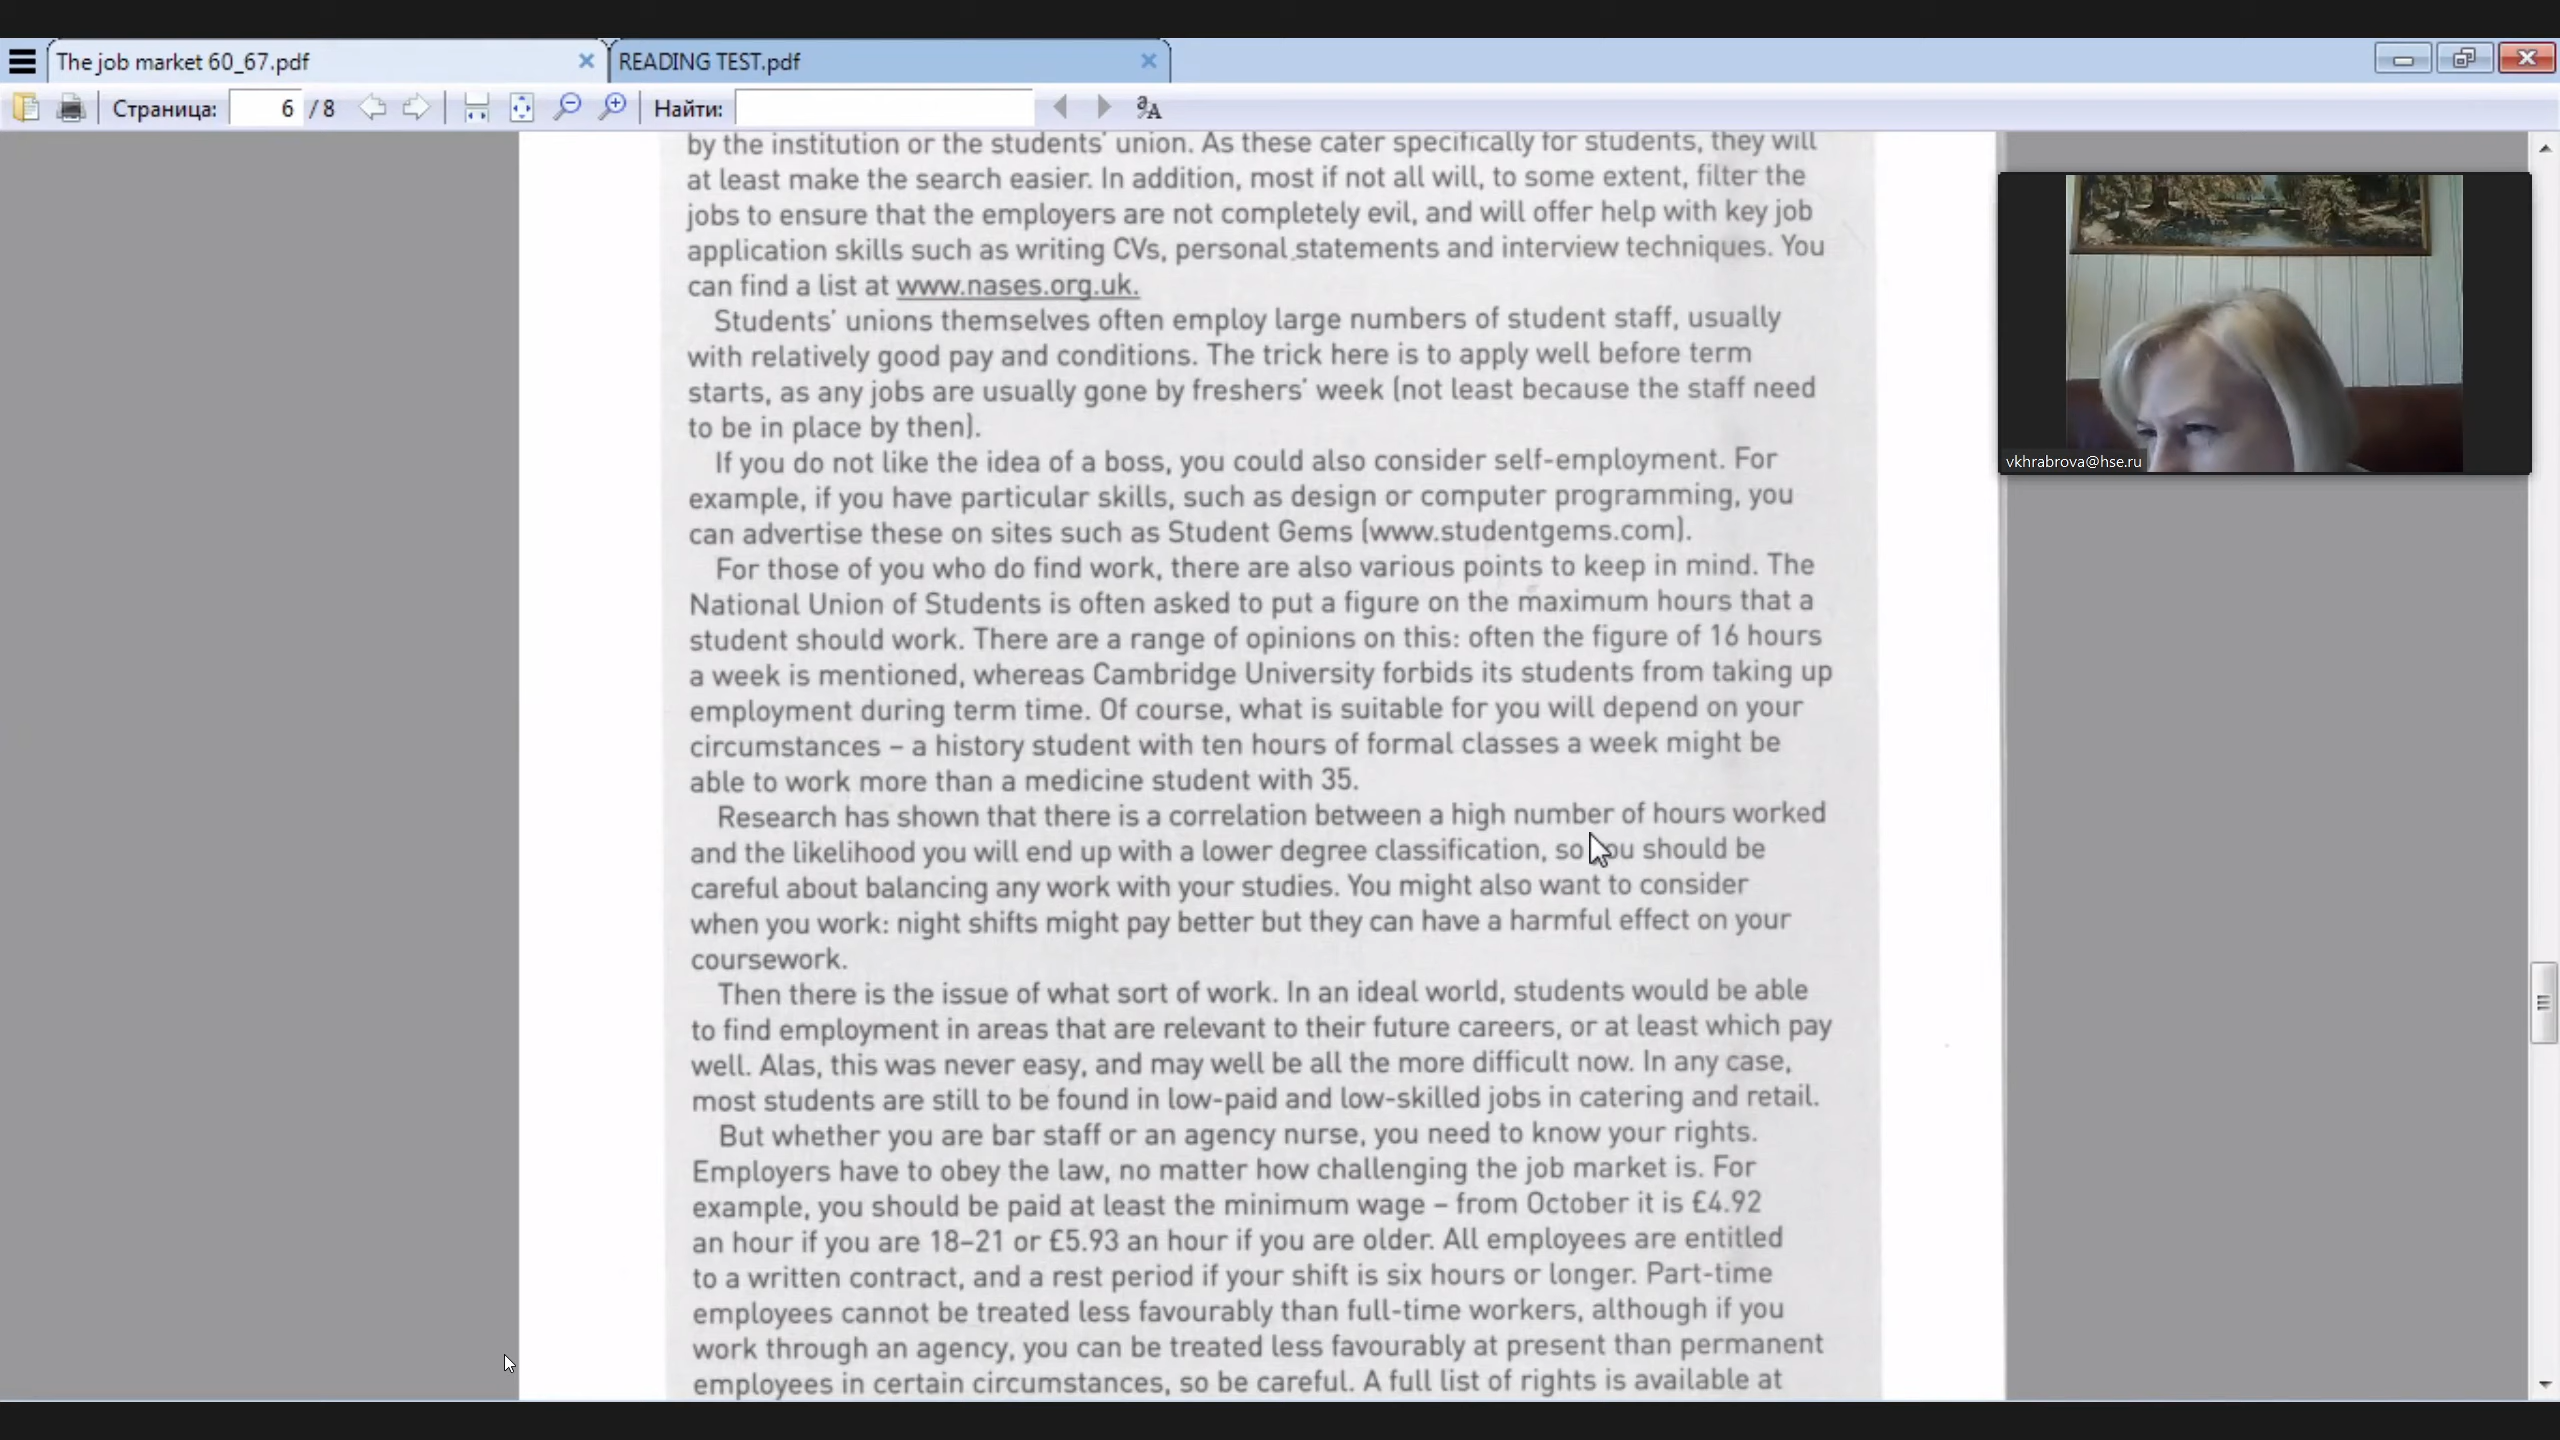 The job market 60_67.pdf
READING TEST.pdf
Страница: 6 / 8 Найти:
by the institution or the students' union. As these cater specifically for students, they will
at least make the search easier. In addition, most if not all will, to some extent, filter the
jobs to ensure that the employers are not completely evil, and will offer help with key job
application skills such as writing CVs, personal statements and interview techniques. You
can find a list at www.nases.org.uk.
Students' unions themselves often employ large numbers of student staff, usually
with relatively good pay and conditions. The trick here is to apply well before term
starts, as any jobs are usually gone by freshers' week (not least because the staff need
to be in place by then).
If you do not like the idea of a boss, you could also consider self-employment. For
example, if you have particular skills, such as design or computer programming, you
can advertise these on sites such as Student Gems (www.studentgems.com).
For those of you who do find work, there are also various points to keep in mind. The
National Union of Students is often asked to put a figure on the maximum hours that a
student should work. There are a range of opinions on this: often the figure of 16 hours
a week is mentioned, whereas Cambridge University forbids its students from taking up
employment during term time. Of course, what is suitable for you will depend on your
circumstances – a history student with ten hours of formal classes a week might be
able to work more than a medicine student with 35.
Research has shown that there is a correlation between a high number of hours worked
and the likelihood you will end up with a lower degree classification, so you should be
careful about balancing any work with your studies. You might also want to consider
when you work: night shifts might pay better but they can have a harmful effect on your
coursework.
Then there is the issue of what sort of work. In an ideal world, students would be able
to find employment in areas that are relevant to their future careers, or at least which pay
well. Alas, this was never easy, and may well be all the more difficult now. In any case,
most students are still to be found in low-paid and low-skilled jobs in catering and retail.
But whether you are bar staff or an agency nurse, you need to know your rights.
Employers have to obey the law, no matter how challenging the job market is. For
example, you should be paid at least the minimum wage – from October it is £4.92
an hour if you are 18–21 or £5.93 an hour if you are older. All employees are entitled
to a written contract, and a rest period if your shift is six hours or longer. Part-time
employees cannot be treated less favourably than full-time workers, although if you
work through an agency, you can be treated less favourably at present than permanent
employees in certain circumstances, so be careful. A full list of rights is available at
vkhrabrova@hse.ru